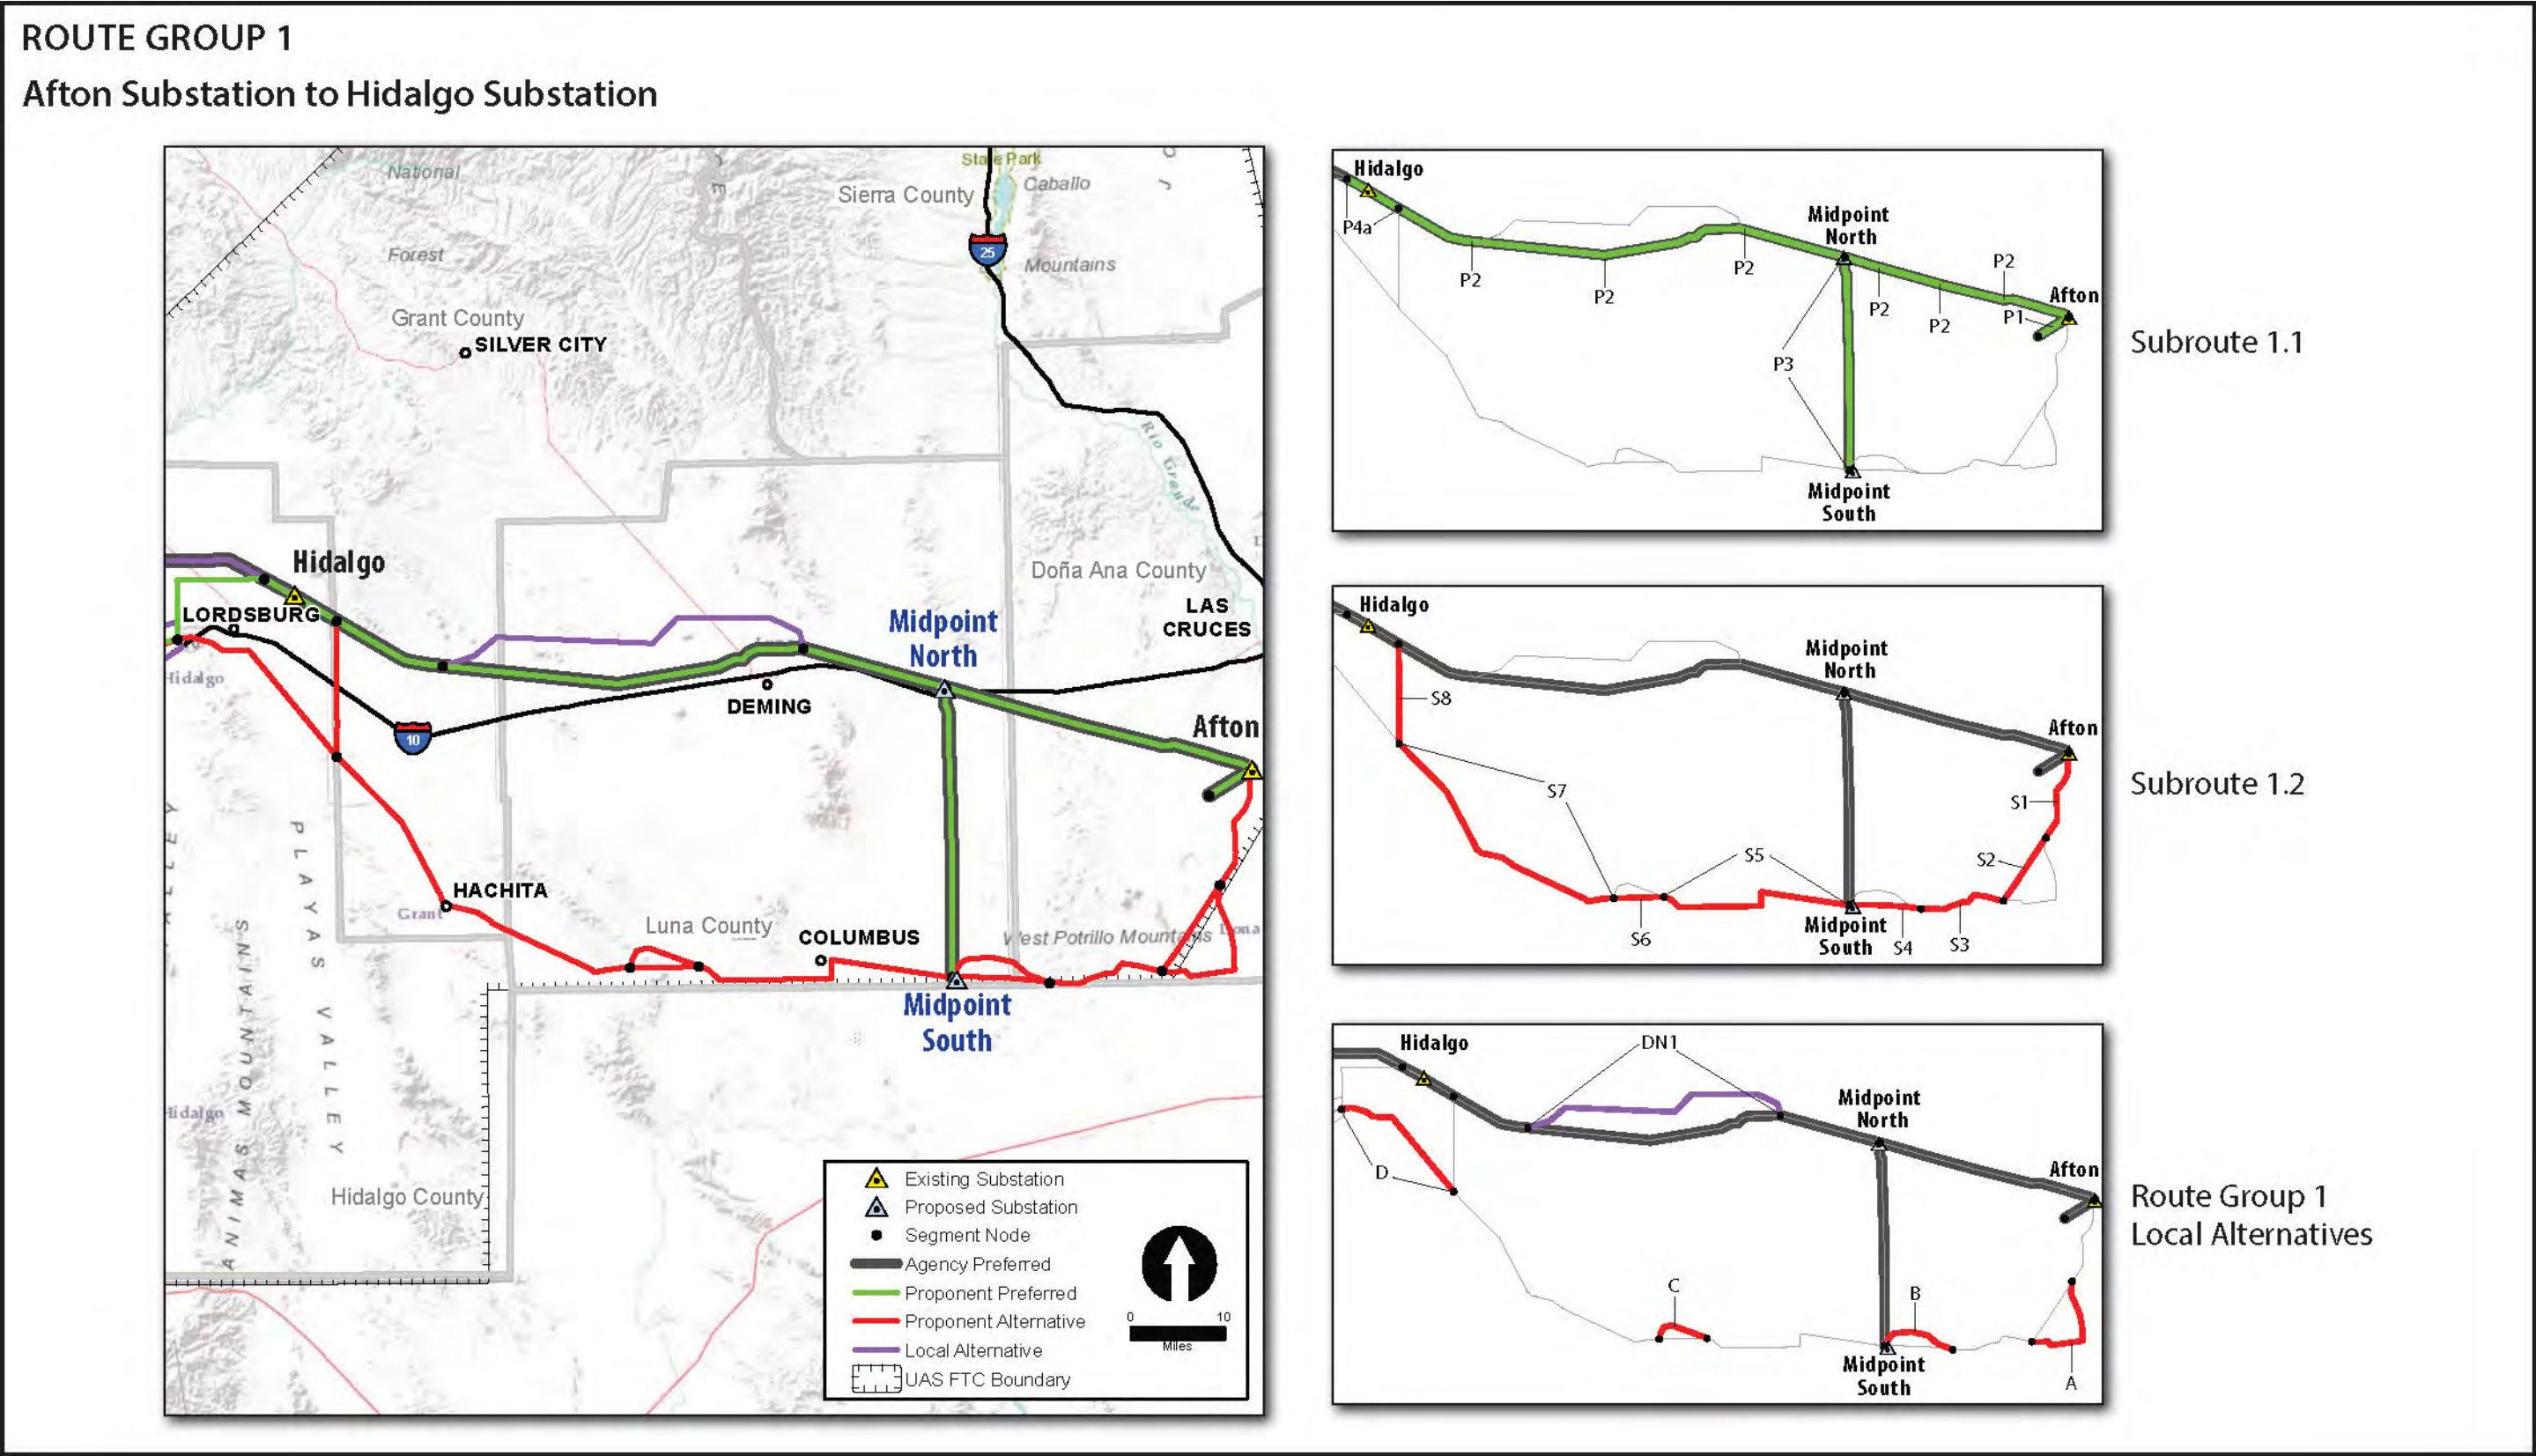 ROUTE GROUP 1
Afton Substation to Hidalgo Substation
National
Forest
State Park
Caballo
Mountains
Sierra County
25
Grant County
SILVER CITY
Rio Grande
Doña Ana County
LAS
CRUCES
Hidalgo
LORDSBURG
Hidalgo
10
DEMING
Midpoint
North
Afton
HACHITA
Grant
Luna County
COLUMBUS
West Potrillo Mountains
Midpoint
South
PLAYAS VALLEY
ANIMAS MOUNTAINS
Hidalgo
Hidalgo County
Existing Substation
Proposed Substation
Segment Node
Agency Preferred
Proponent Preferred
Proponent Alternative
Local Alternative
UAS FTC Boundary
0 10
Miles
Hidalgo
P4a
P2
P2
P2
Midpoint
North
P2
P2
P2
Afton
P1
P3
Midpoint
South
Subroute 1.1
Hidalgo
S8
S7
Midpoint
North
Afton
S1
S2
S5
S6
Midpoint
South
S4
S3
Subroute 1.2
Hidalgo
DN1
Midpoint
North
Afton
D
C
B
Midpoint
South
A
Route Group 1
Local Alternatives